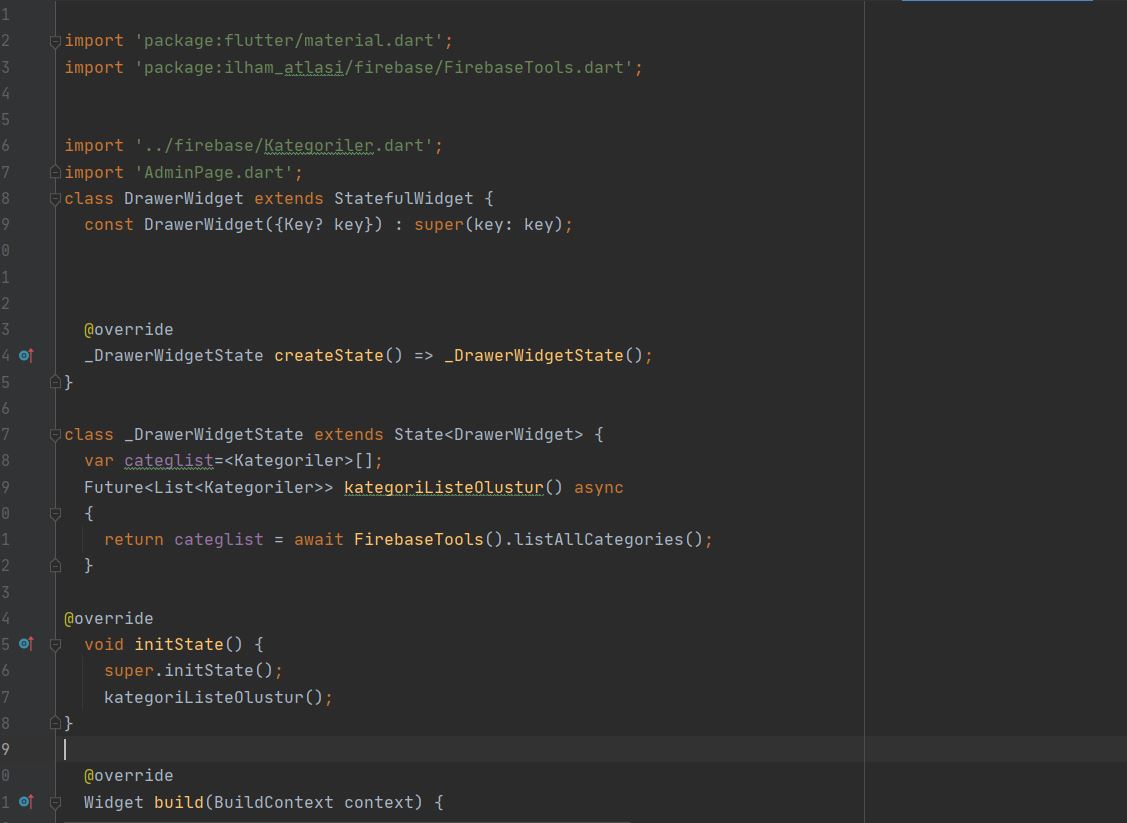 1
2 import 'package:flutter/material.dart';
3 import 'package:ilham_atlasi/firebase/FirebaseTools.dart';
4
5
6 import '../firebase/Kategoriler.dart';
7 import 'AdminPage.dart';
8 class DrawerWidget extends StatefulWidget {
9 const DrawerWidget({Key? key}) : super(key: key);
0
1
2
3 @override
4 _DrawerWidgetState createState() => _DrawerWidgetState();
5 }
6
7 class _DrawerWidgetState extends State<DrawerWidget> {
8 var categlist=<Kategoriler>[];
9 Future<List<Kategoriler>> kategoriListeOlustur() async
0 {
1 return categlist = await FirebaseTools().listAllCategories();
2 }
3
4 @override
5 void initState() {
6 super.initState();
7 kategoriListeOlustur();
8 }
9
0 @override
1 Widget build(BuildContext context) {